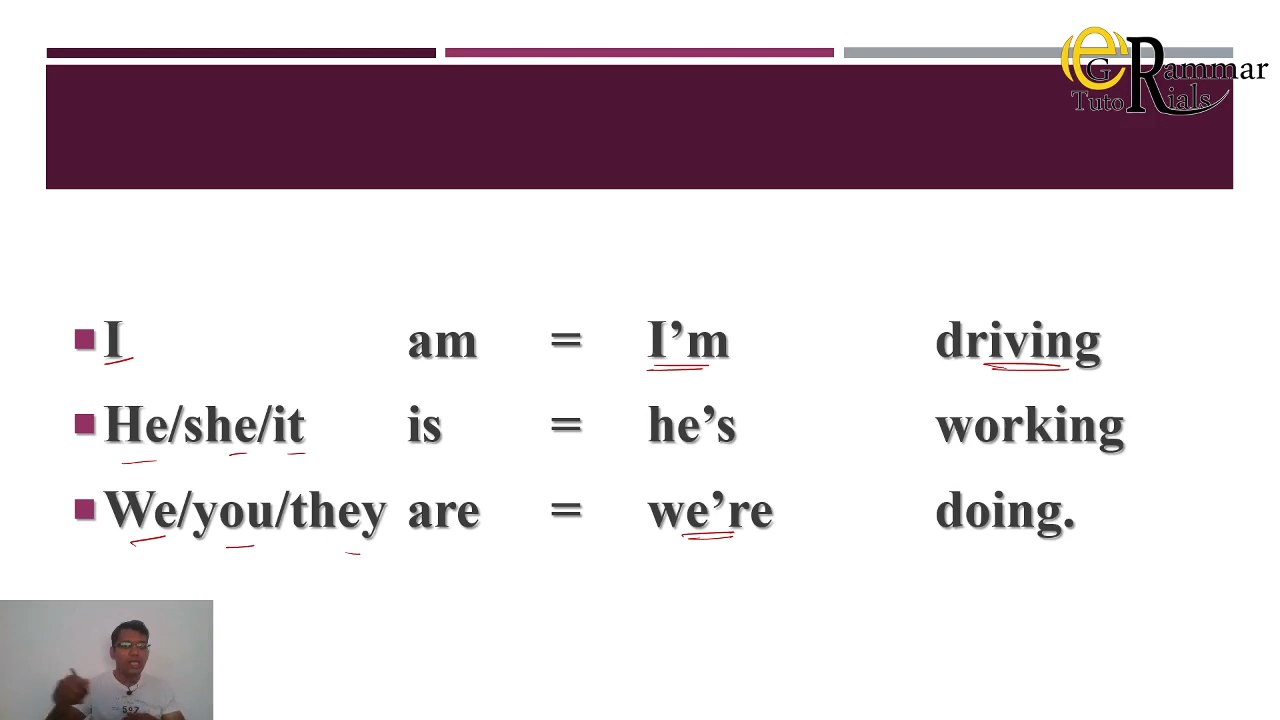 eGRammar
TutoRials
I am = I’m driving
He/she/it is = he’s working
We/you/they are = we’re doing.